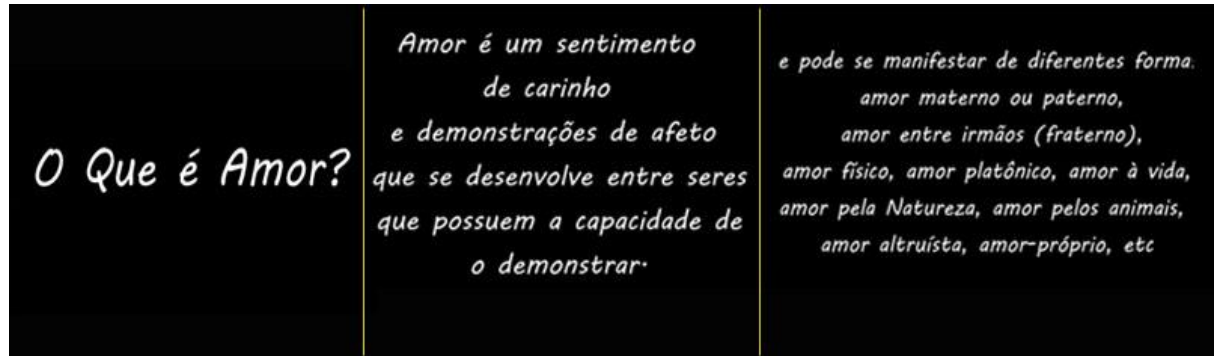 O Que é Amor?
Amor é um sentimento
de carinho
e demonstrações de afeto
que se desenvolve entre seres
que possuem a capacidade de
o demonstrar.
e pode se manifestar de diferentes forma.
amor materno ou paterno,
amor entre irmãos (fraterno),
amor físico, amor platônico, amor à vida,
amor pela Natureza, amor pelos animais,
amor altruísta, amor-próprio, etc